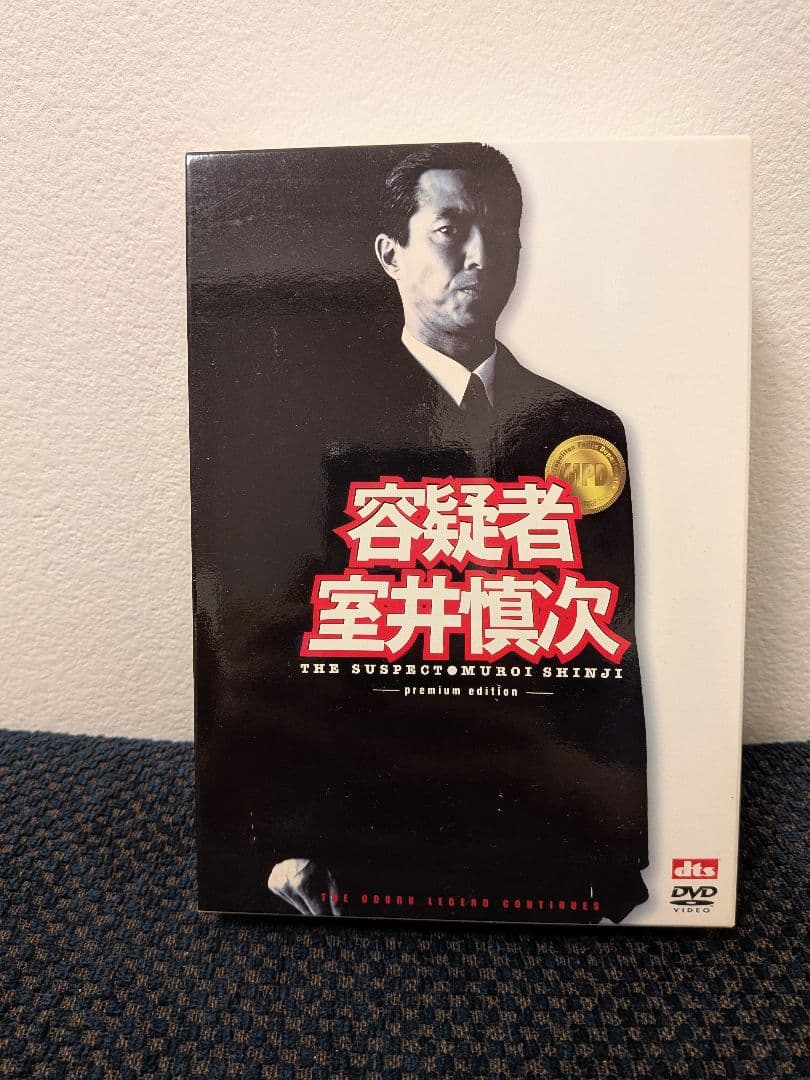 MPD
容疑者
室井慎次
THE SUSPECT●MUROI SHINJI
premium edition
THE ODORU LEGEND CONTINUES
dts
DVD
VIDEO